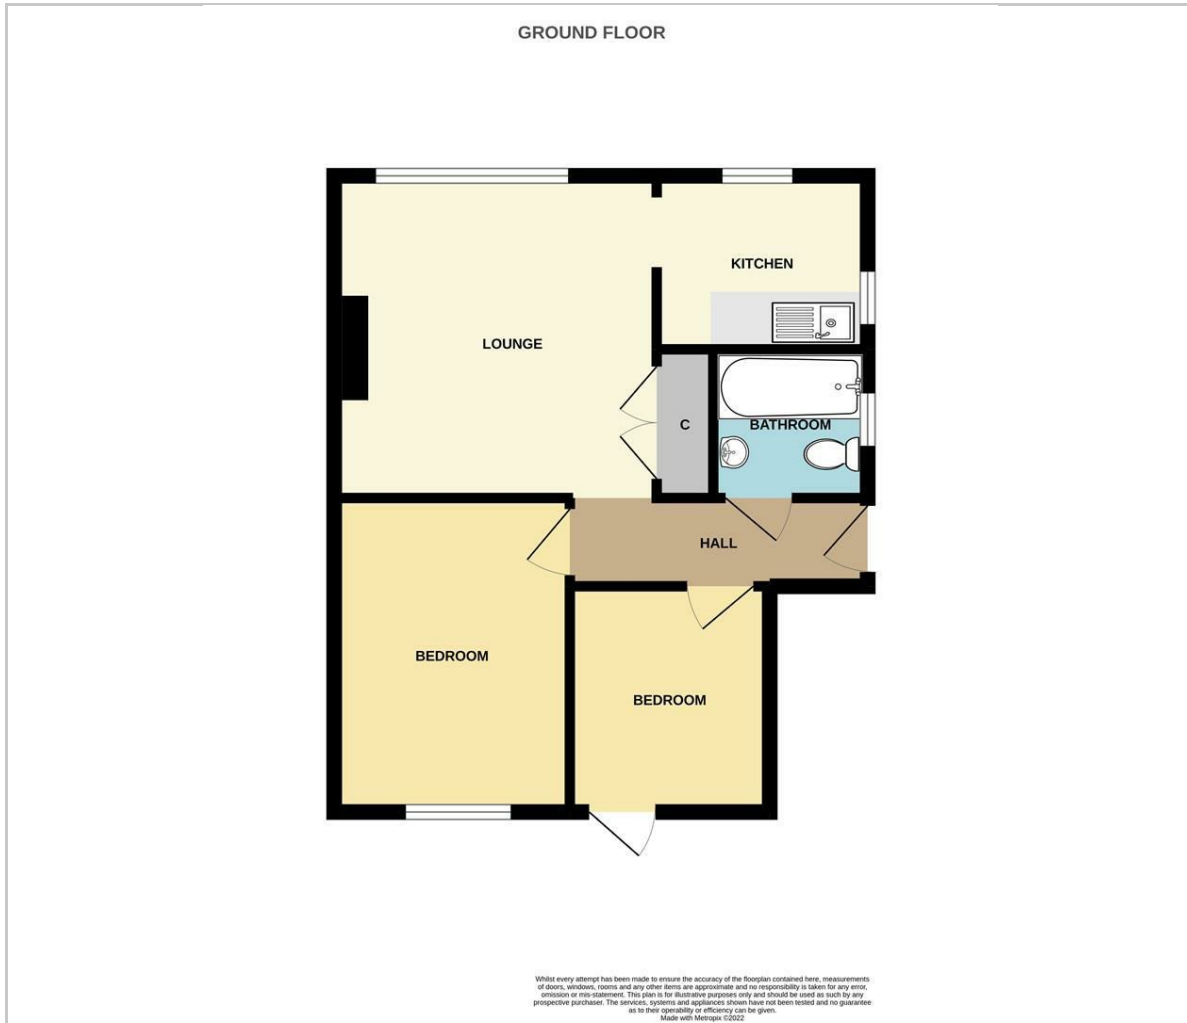 GROUND FLOOR
KITCHEN
LOUNGE
C
BATHROOM
HALL
BEDROOM
BEDROOM
Whilst every attempt has been made to ensure the accuracy of the floorplan contained here, measurements
of doors, windows, rooms and any other items are approximate and no responsibility is taken for any error,
omission or mis-statement. This plan is for illustrative purposes only and should be used as such by any
prospective purchaser. The services, systems and appliances shown have not been tested and no guarantee
as to their operability or efficiency can be given.
Made with Metropix ©2022